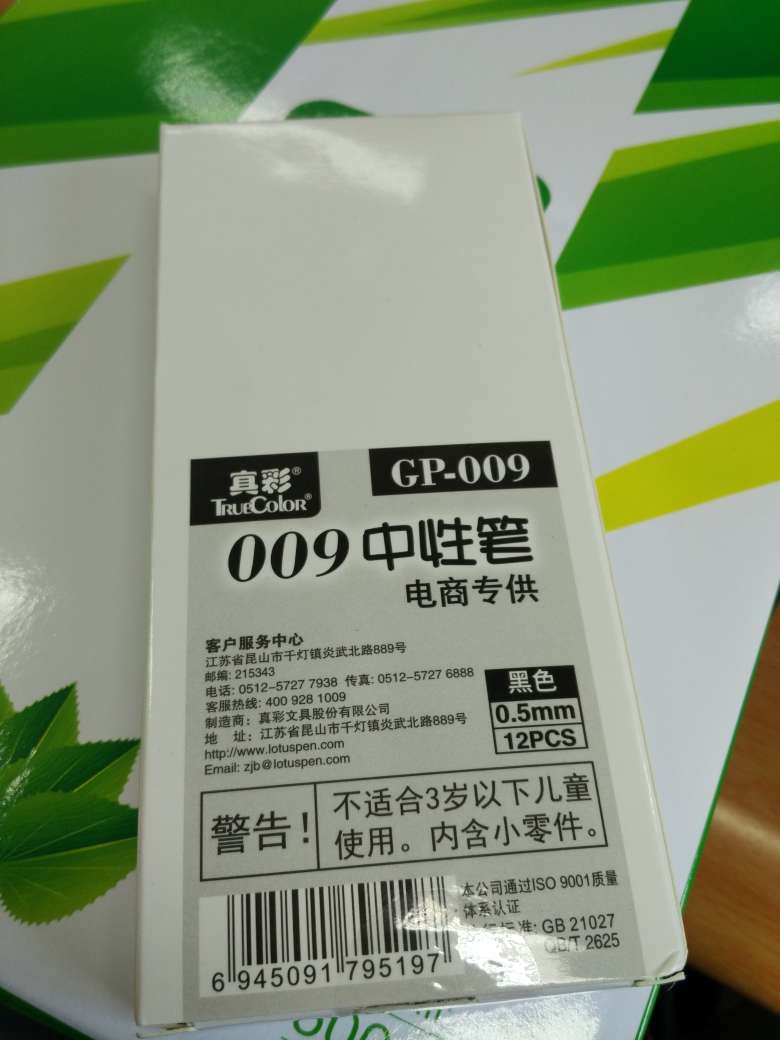 真彩®
TRUECOLOR®
GP-009
009中性笔
电商专供
客户服务中心
江苏省昆山市千灯镇炎武北路889号
邮编: 215343
电话: 0512-5727 7938 传真: 0512-5727 6888
客服热线: 400 928 1009
制造商: 真彩文具股份有限公司
地 址: 江苏省昆山市千灯镇炎武北路889号
http://www.lotuspen.com
Email: zjb@lotuspen.com
黑色
0.5mm
12PCS
警告!
不适合3岁以下儿童
使用。内含小零件。
本公司通过ISO 9001质量
体系认证
标准: GB 21027
QB/T 2625
6 945091 795197